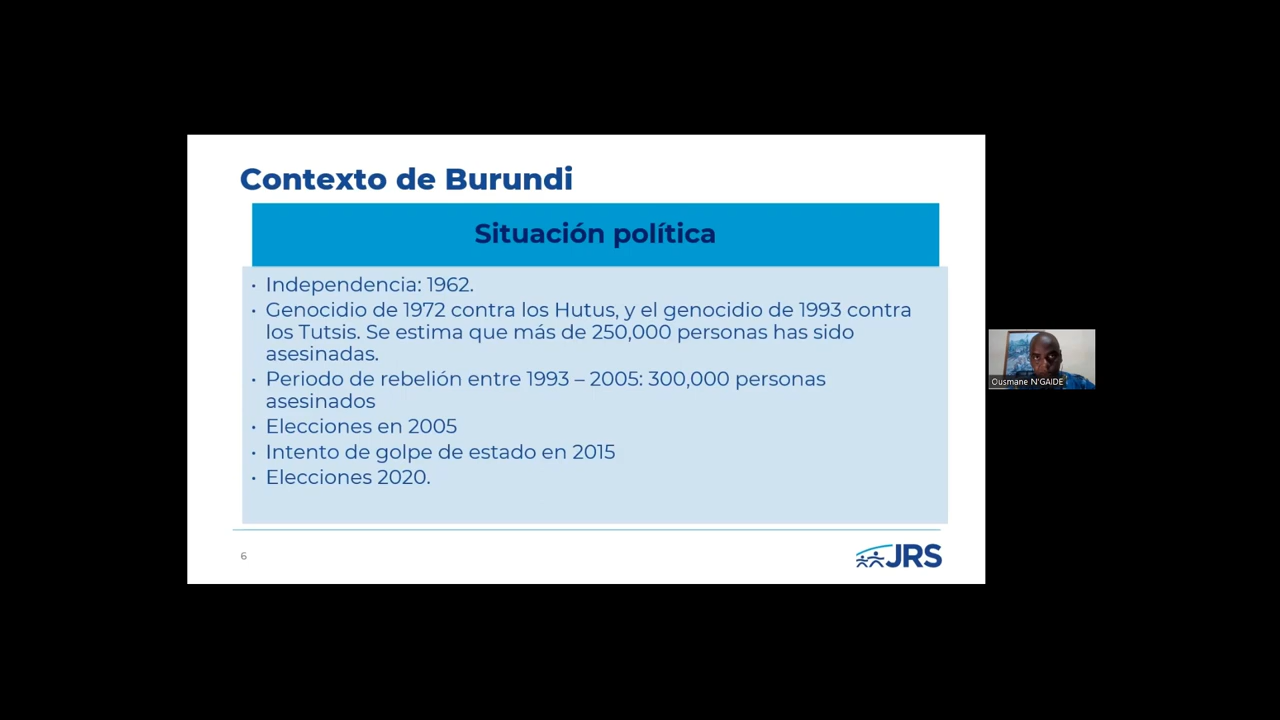 Contexto de Burundi
Situación política
• Independencia: 1962.
• Genocidio de 1972 contra los Hutus, y el genocidio de 1993 contra
los Tutsis. Se estima que más de 250,000 personas has sido
asesinadas.
• Periodo de rebelión entre 1993 – 2005: 300,000 personas
asesinados
• Elecciones en 2005
• Intento de golpe de estado en 2015
• Elecciones 2020.
6
JRS
Ousmane N'GAIDE